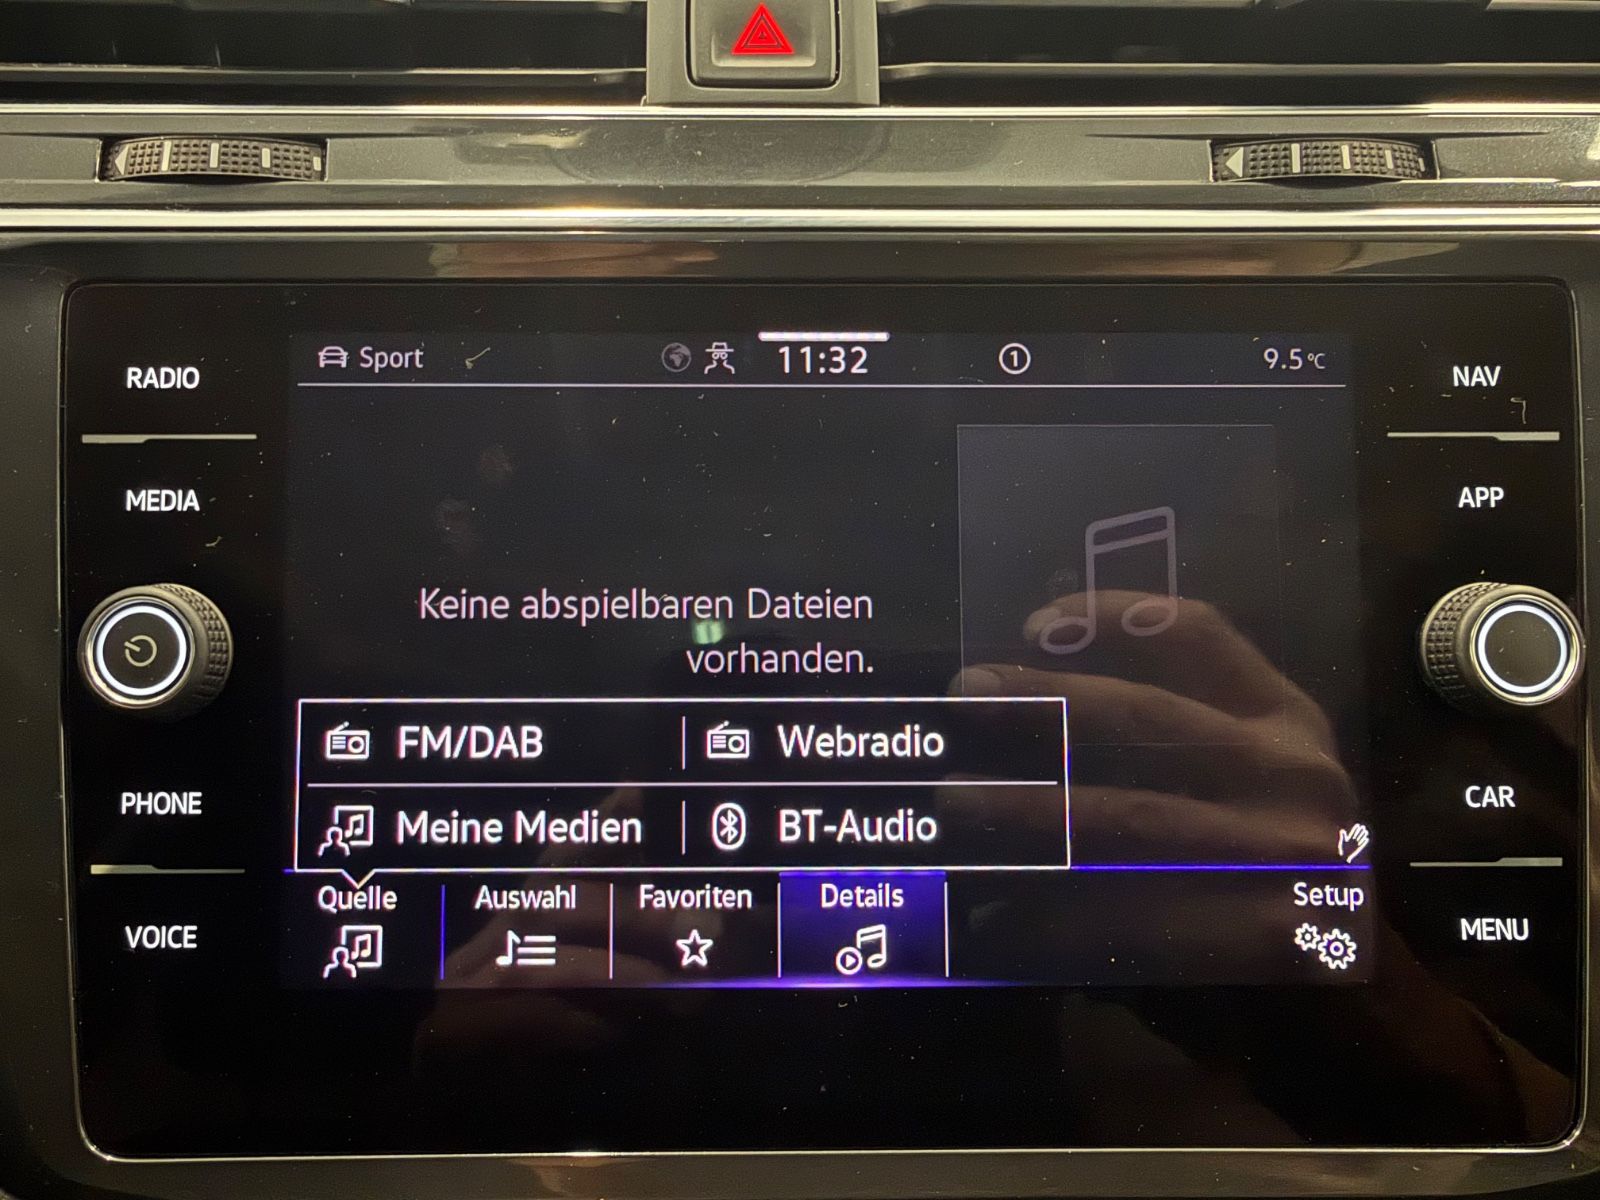 Sport
11:32
1
9.5°C
RADIO
MEDIA
PHONE
VOICE
NAV
APP
CAR
MENU
Keine abspielbaren Dateien
vorhanden.
FM/DAB
Webradio
Meine Medien
BT-Audio
Quelle
Auswahl
Favoriten
Details
Setup